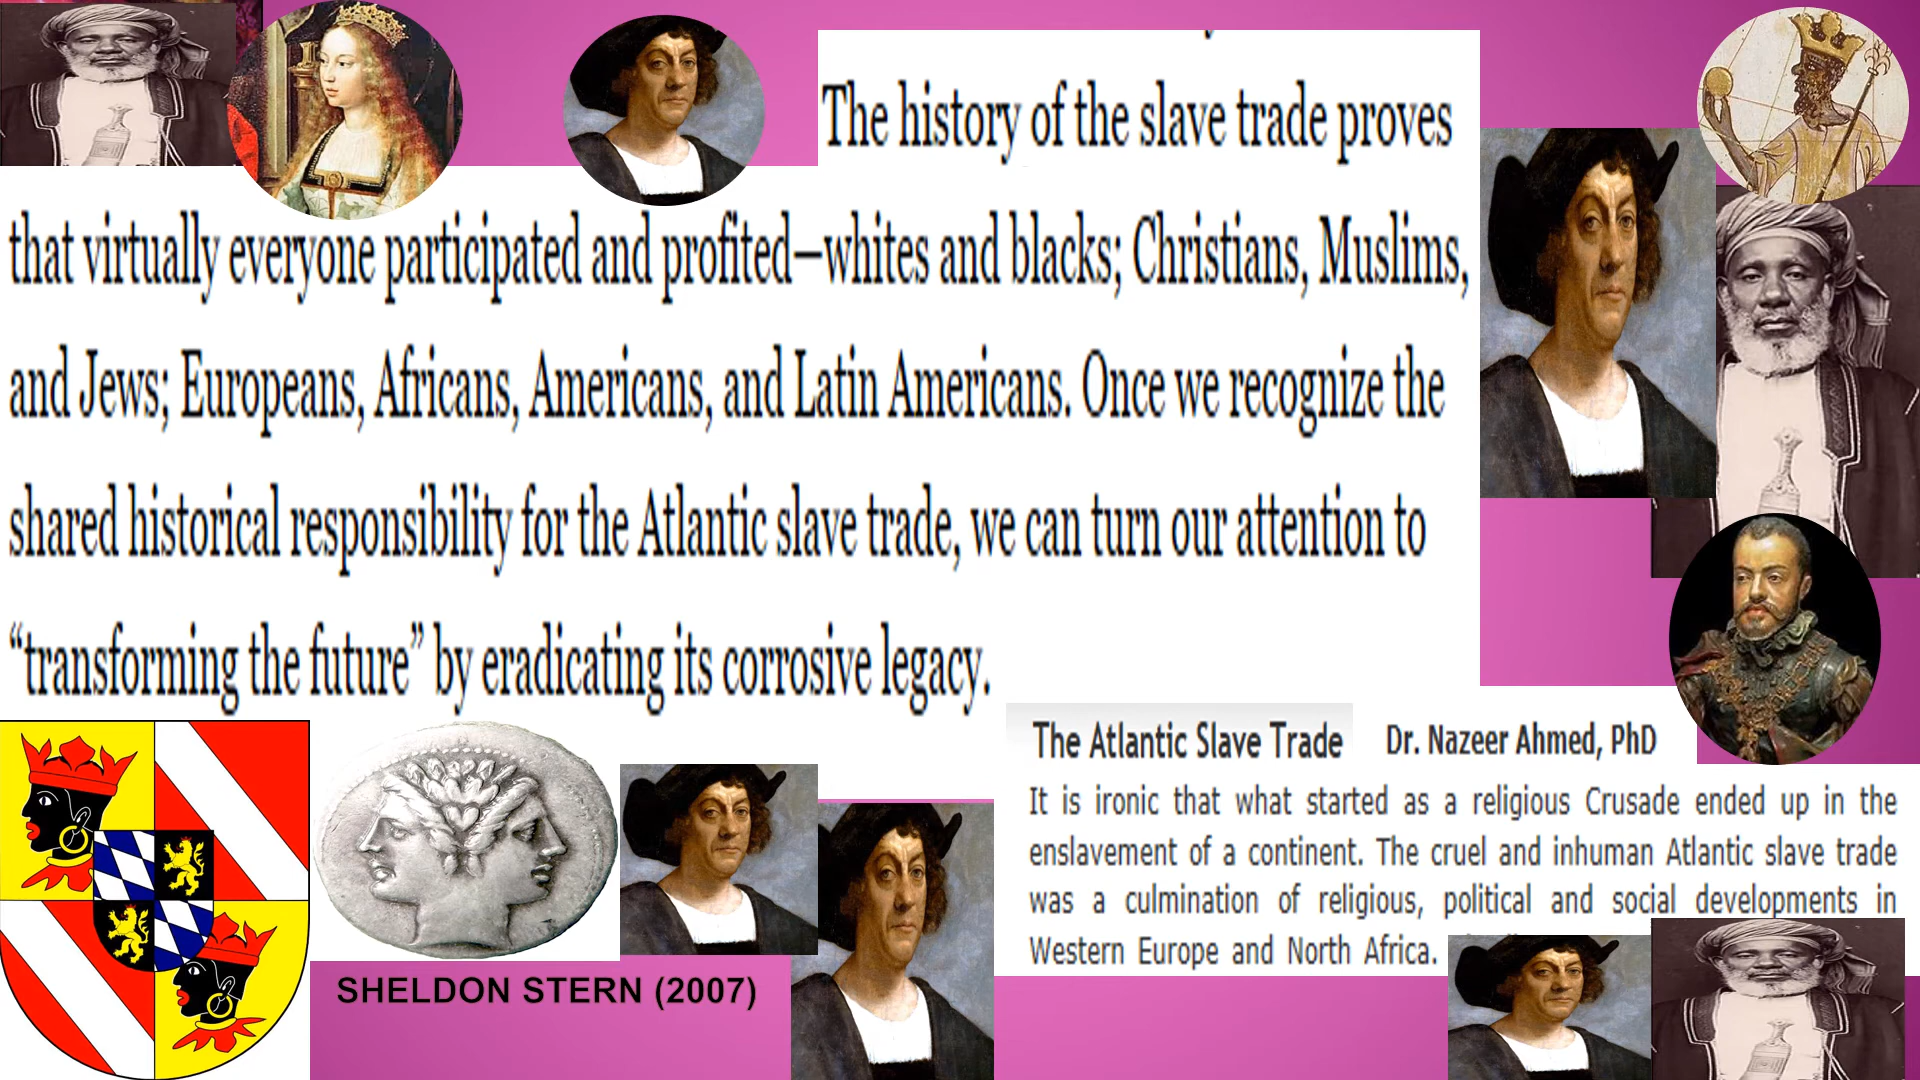 The history of the slave trade proves
that virtually everyone participated and profited—whites and blacks; Christians, Muslims,
and Jews; Europeans, Africans, Americans, and Latin Americans. Once we recognize the
shared historical responsibility for the Atlantic slave trade, we can turn our attention to
“transforming the future” by eradicating its corrosive legacy.
The Atlantic Slave Trade
Dr. Nazeer Ahmed, PhD
It is ironic that what started as a religious Crusade ended up in the
enslavement of a continent. The cruel and inhuman Atlantic slave trade
was a culmination of religious, political and social developments in
Western Europe and North Africa.
SHELDON STERN (2007)